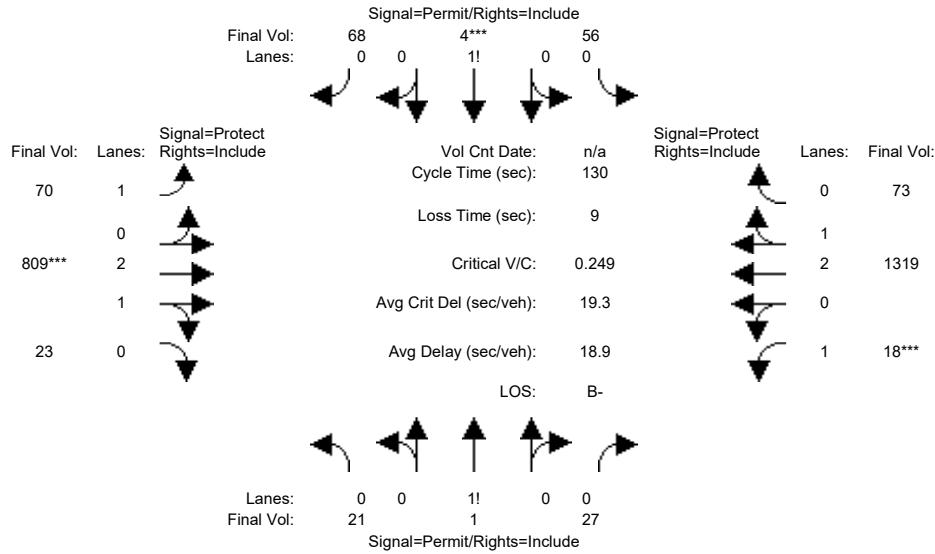 Signal=Permit/Rights=Include
Final Vol: 68 4*** 56
Lanes: 0 0 1! 0 0
Signal=Protect
Final Vol: Lanes: Rights=Include
Vol Cnt Date: n/a
Signal=Protect
Rights=Include Lanes: Final Vol:
Cycle Time (sec): 130
70 1
0 73
Loss Time (sec): 9
0
1
809*** 2
Critical V/C: 0.249
2 1319
1
Avg Crit Del (sec/veh): 19.3
0
23 0
Avg Delay (sec/veh): 18.9
1 18***
LOS: B-
Lanes: 0 0 1! 0 0
Final Vol: 21 1 27
Signal=Permit/Rights=Include